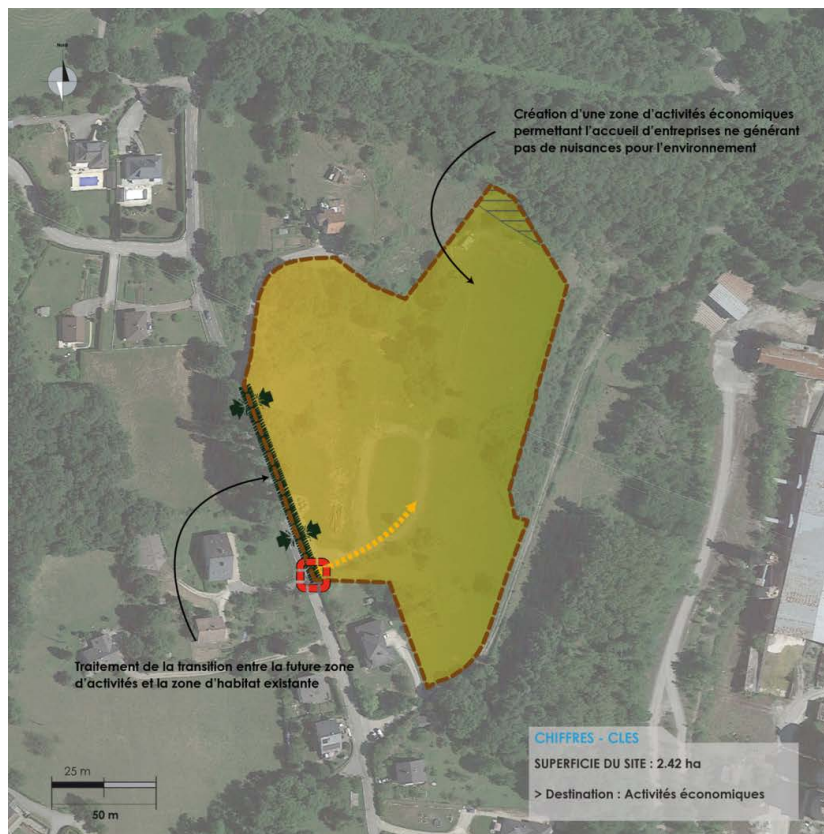 Nord
Création d'une zone d'activités économiques
permettant l'accueil d'entreprises ne générant
pas de nuisances pour l'environnement
Traitement de la transition entre la future zone
d'activités et la zone d'habitat existante
25 m
50 m
CHIFFRES - CLES
SUPERFICIE DU SITE : 2.42 ha
> Destination : Activités économiques